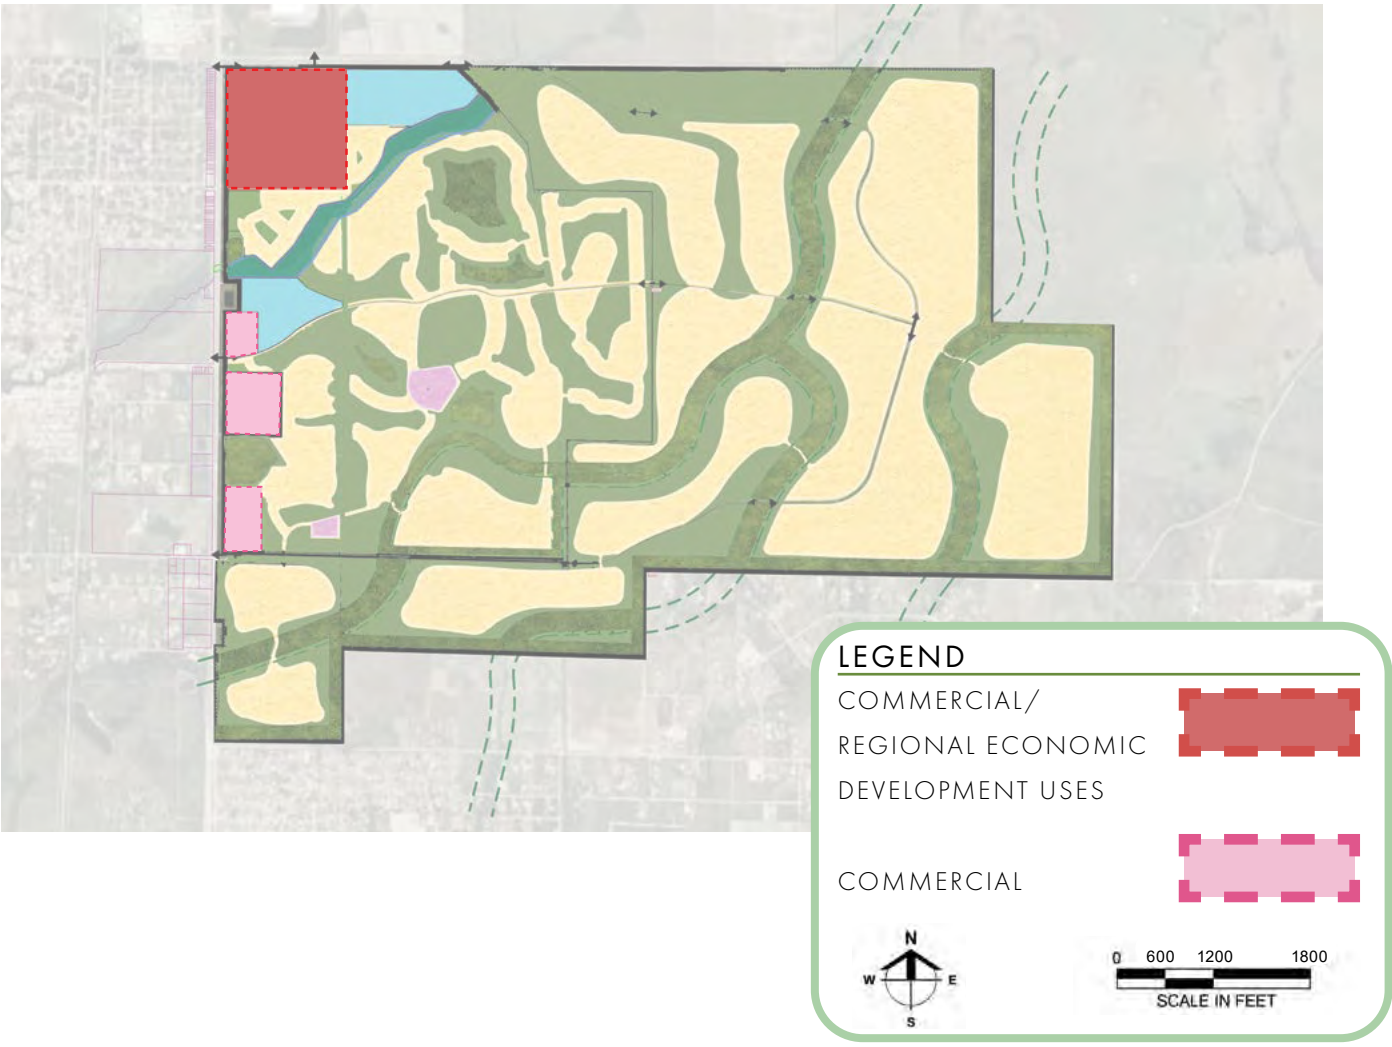 LEGEND
COMMERCIAL/
REGIONAL ECONOMIC
DEVELOPMENT USES
COMMERCIAL
N
W E
S
0 600 1200 1800
SCALE IN FEET